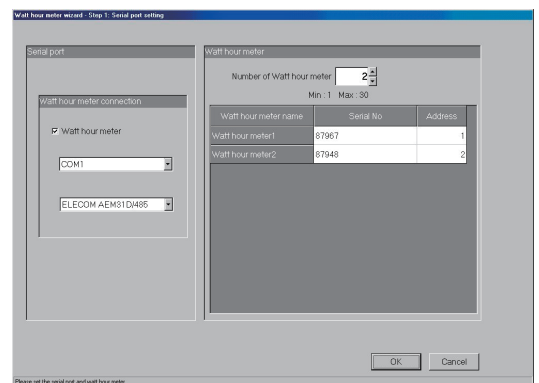 Watt hour meter wizard - Step 1: Serial port setting
Serial port
Watt hour meter connection
Watt hour meter
COM1
ELECOM AEM31D/485
Watt hour meter
Number of Watt hour meter 2
Min : 1 Max : 30
Watt hour meter name Serial No Address
Watt hour meter1 87967 1
Watt hour meter2 87948 2
OK Cancel
Please set the serial port and watt hour meter